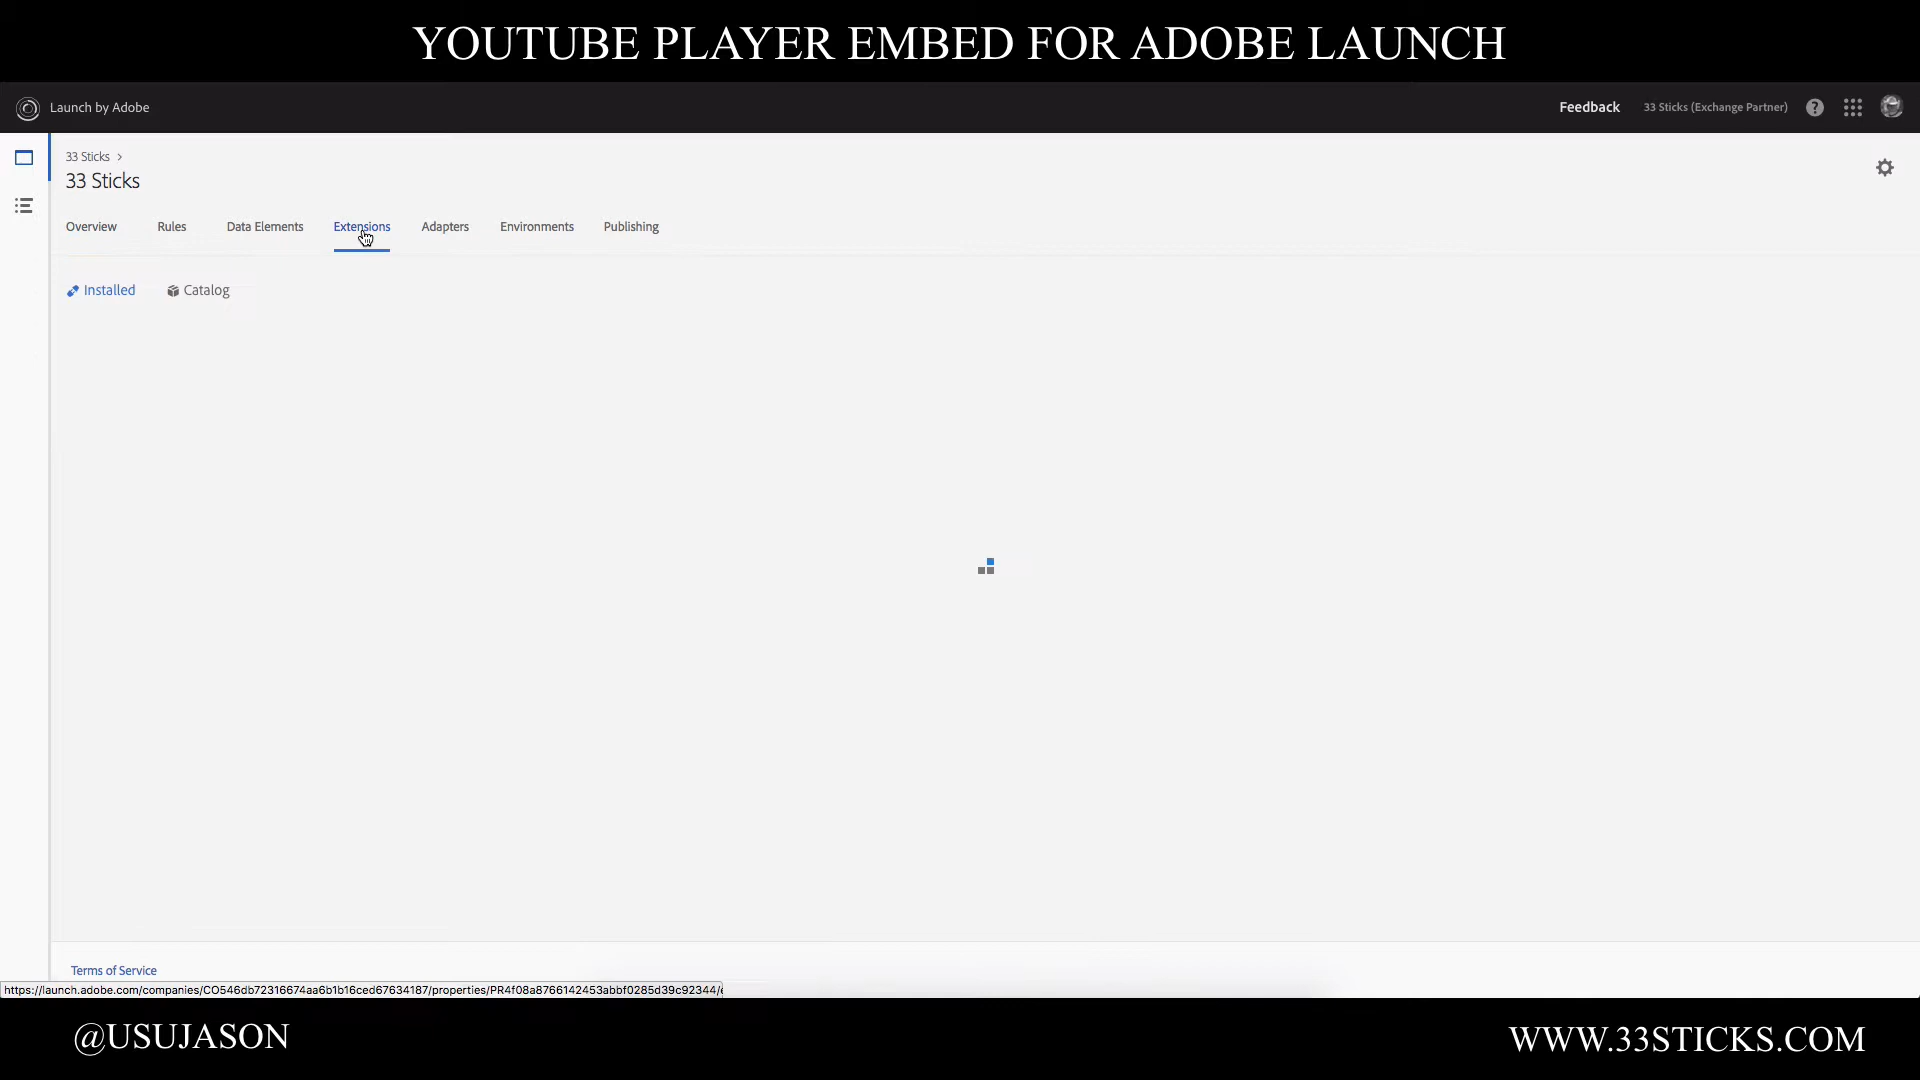 YOUTUBE PLAYER EMBED FOR ADOBE LAUNCH
Launch by Adobe
Feedback
33 Sticks (Exchange Partner)
33 Sticks >
33 Sticks
Overview Rules Data Elements Extensions Adapters Environments Publishing
Installed Catalog
Terms of Service
https://launch.adobe.com/companies/CO546db72316674aa6b1b16ced67634187/properties/PR4f08a8766142453abbf0285d39c92344/e
@USUJASON
WWW.33STICKS.COM